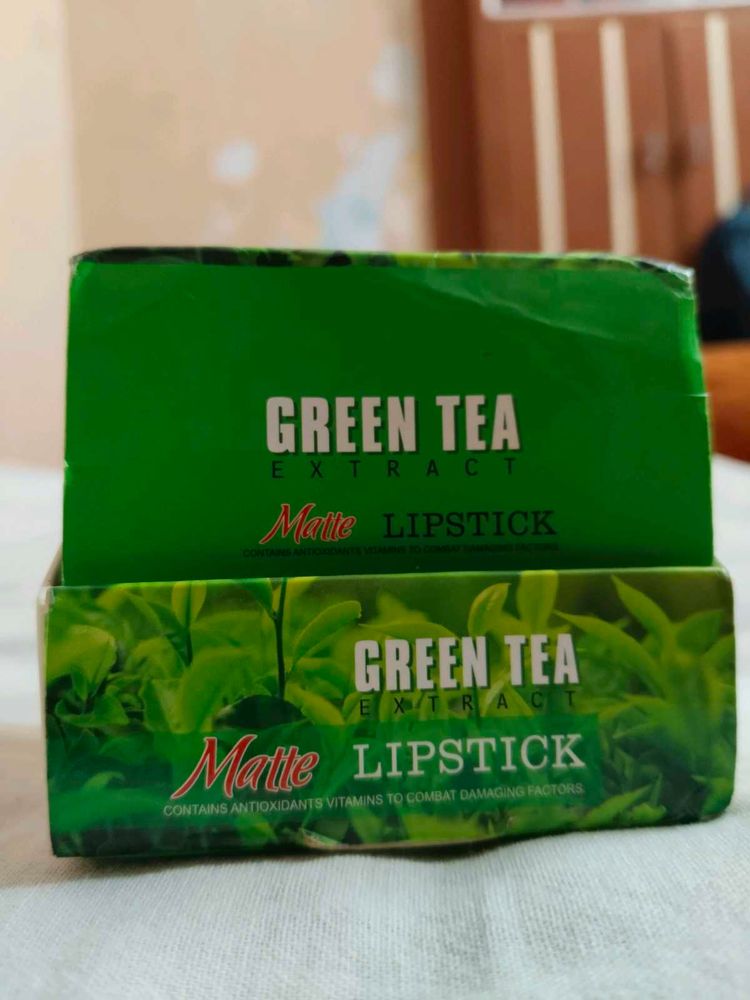 GREEN TEA
EXTRACT
Matte LIPSTICK
CONTAINS ANTIOXIDANTS VITAMINS TO COMBAT DAMAGING FACTORS.
GREEN TEA
EXTRACT
Matte LIPSTICK
CONTAINS ANTIOXIDANTS VITAMINS TO COMBAT DAMAGING FACTORS.